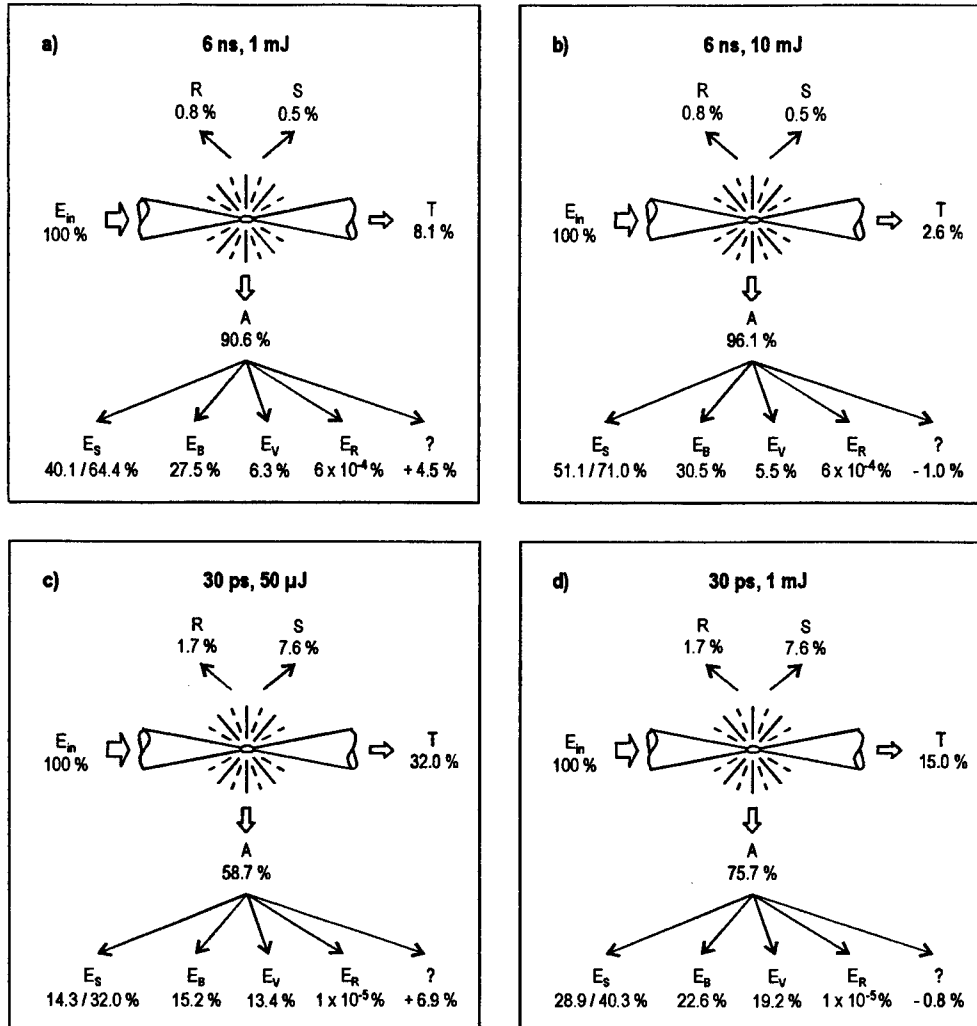 a) 6 ns, 1 mJ
R S
0.8 % 0.5 %
E_in T
100 % 8.1 %
A
90.6 %
E_S E_B E_V E_R ?
40.1 / 64.4 % 27.5 % 6.3 % 6 x 10^-4 % + 4.5 %
b) 6 ns, 10 mJ
R S
0.8 % 0.5 %
E_in T
100 % 2.6 %
A
96.1 %
E_S E_B E_V E_R ?
51.1 / 71.0 % 30.5 % 5.5 % 6 x 10^-4 % - 1.0 %
c) 30 ps, 50 µJ
R S
1.7 % 7.6 %
E_in T
100 % 32.0 %
A
58.7 %
E_S E_B E_V E_R ?
14.3 / 32.0 % 15.2 % 13.4 % 1 x 10^-5 % + 6.9 %
d) 30 ps, 1 mJ
R S
1.7 % 7.6 %
E_in T
100 % 15.0 %
A
75.7 %
E_S E_B E_V E_R ?
28.9 / 40.3 % 22.6 % 19.2 % 1 x 10^-5 % - 0.8 %